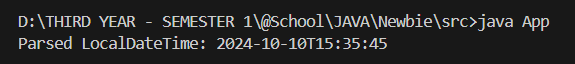 D:\THIRD YEAR - SEMESTER 1\@School\JAVA\Newbie\src>java App
Parsed LocalDateTime: 2024-10-10T15:35:45